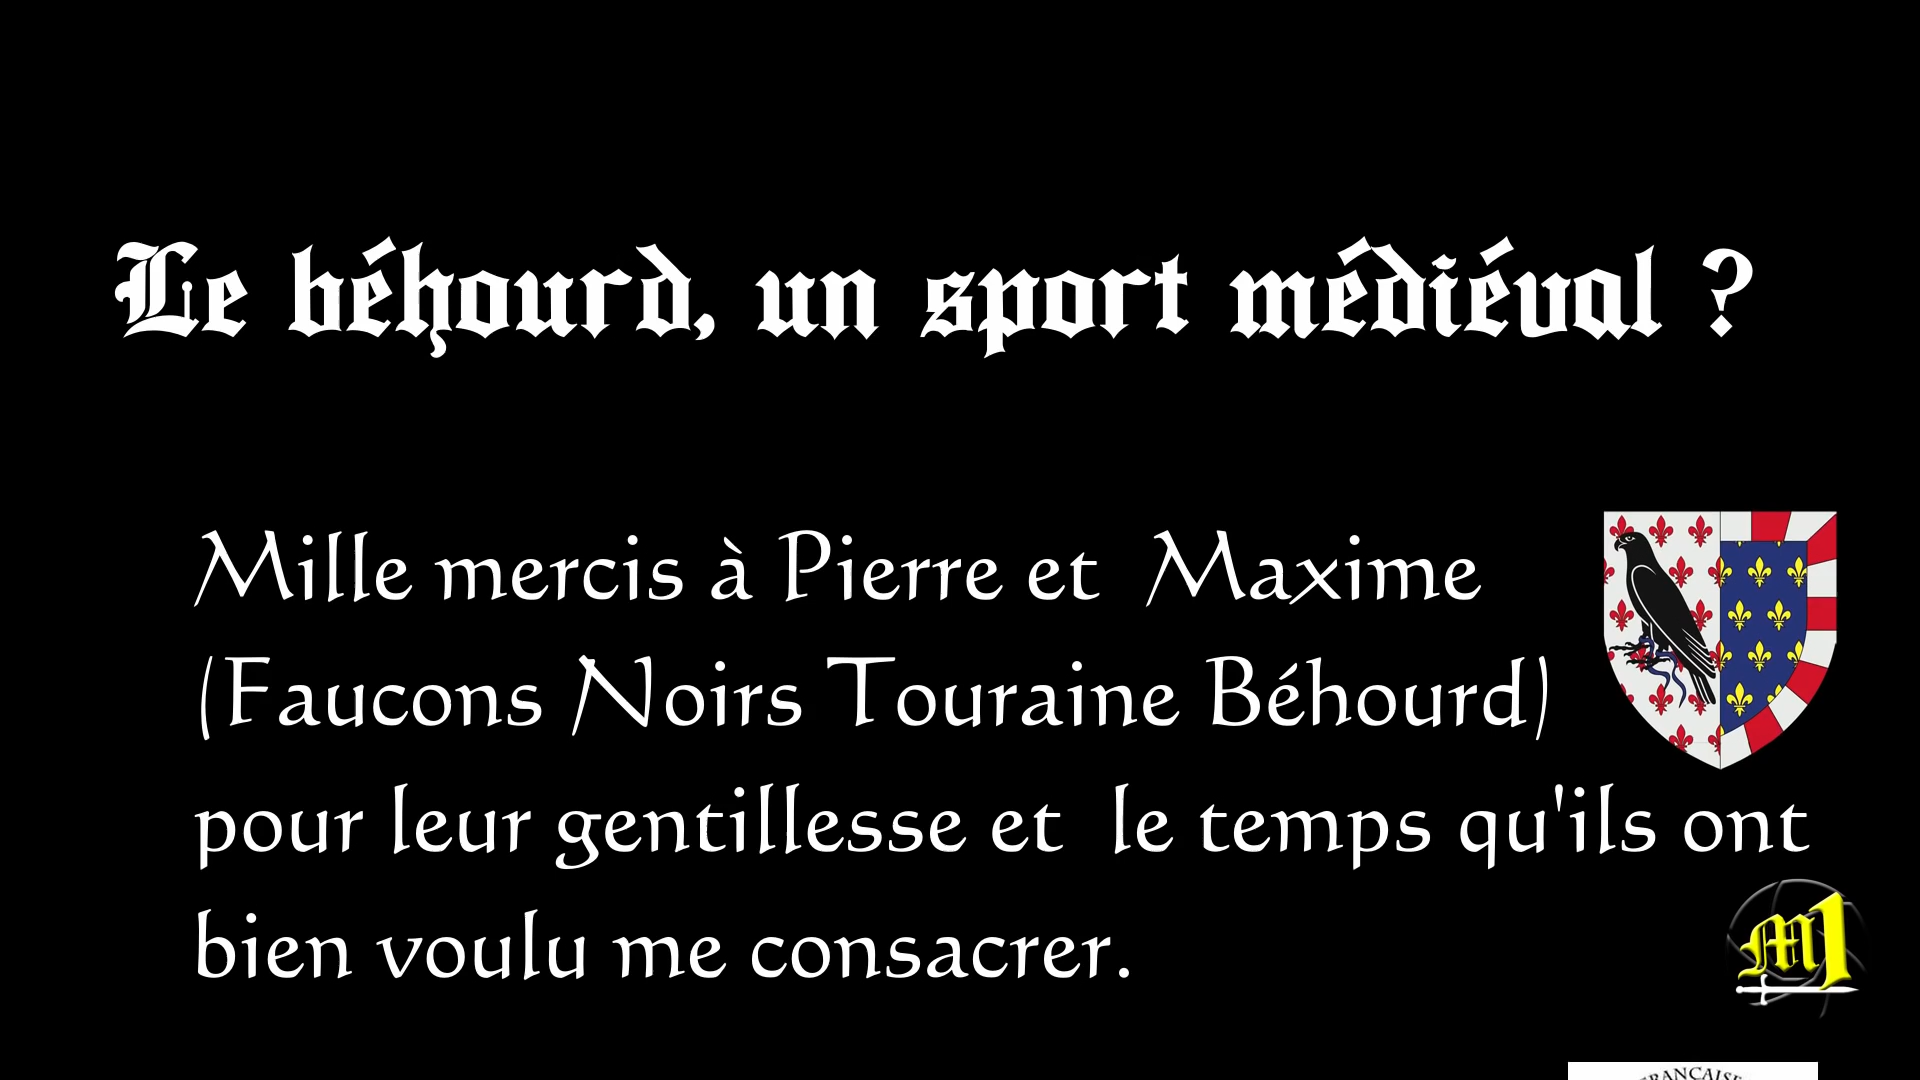 Le béhourd, un sport médiéval ?
Mille mercis à Pierre et Maxime
(Faucons Noirs Touraine Béhourd)
pour leur gentillesse et le temps qu'ils ont
bien voulu me consacrer.
M1